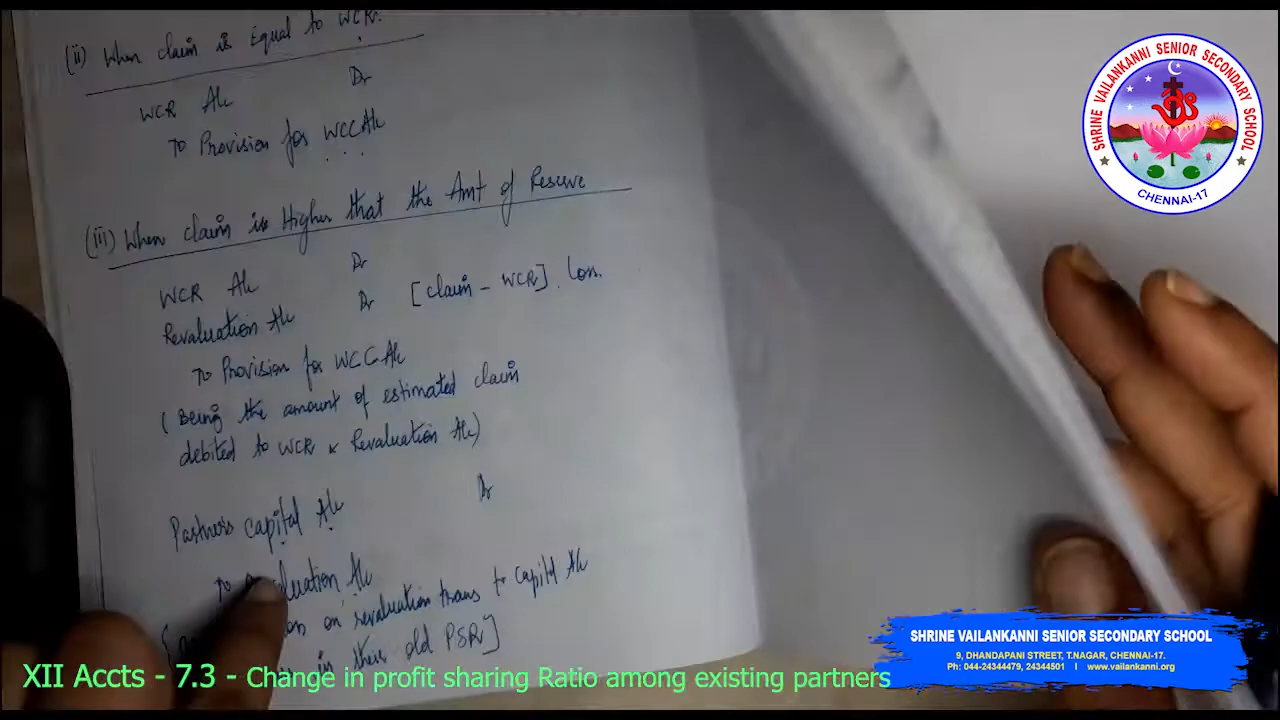 (ii) When claim is Equal to WCR.
WCR A/c Dr
To Provision for WCCA/c
(iii) When claim is Higher that the Amt of Reserve
WCR A/c Dr
Revaluation A/c Dr [claim - WCR]. Loss.
To Provision for WCCA/c
(Being the amount of estimated claim
debited to WCR & Revaluation A/c)
Partners capital A/c Dr
To Revaluation A/c
on revaluation trans to capital A/c
in their old PSR]
SHRINE VAILANKANNI SENIOR SECONDARY SCHOOL
CHENNAI-17
SHRINE VAILANKANNI SENIOR SECONDARY SCHOOL
9, DHANDAPANI STREET, T.NAGAR, CHENNAI-17.
Ph: 044-24344479, 24344501 I www.vailankanni.org
XII Accts - 7.3 - Change in profit sharing Ratio among existing partners